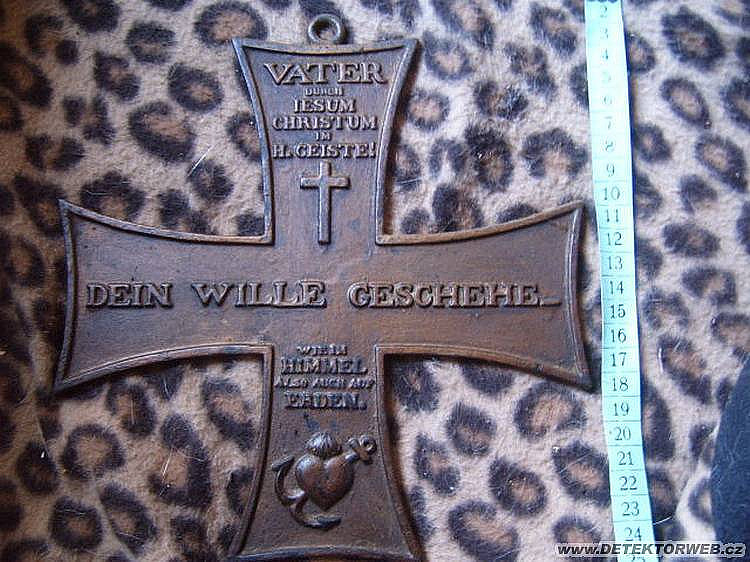 VATER
DURCH
IESUM
CHRISTUM
IM
H. GEISTE!
DEIN WILLE GESCHEHE_
WIE IM
HIMMEL
ALSO AUCH AUF
ERDEN.
2
3
4
5
6
7
8
9
10
11
12
13
14
15
16
17
18
19
20
21
22
23
24
25
www.DETEKTORWEB.cz